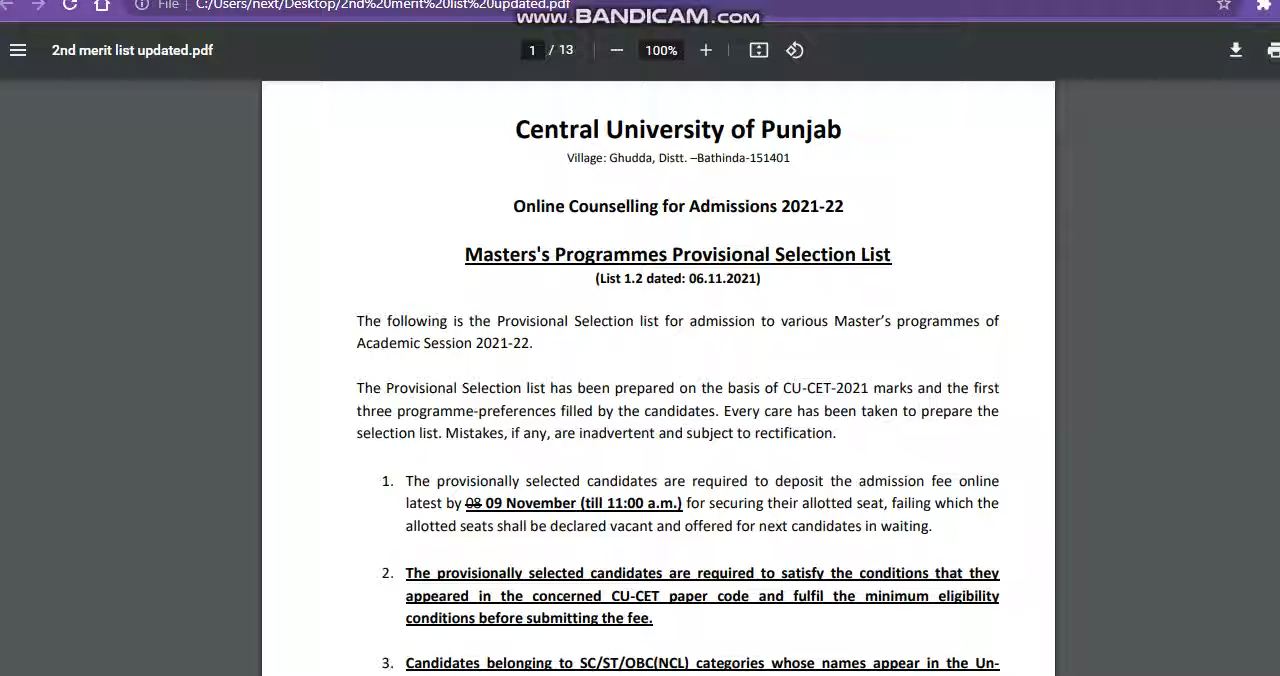 File
C:/Users/next/Desktop/2nd%20merit%20list%20updated.pdf
www.BANDICAM.com
2nd merit list updated.pdf
1 / 13
100%
Central University of Punjab
Village: Ghudda, Distt. –Bathinda-151401
Online Counselling for Admissions 2021-22
Masters's Programmes Provisional Selection List
(List 1.2 dated: 06.11.2021)
The following is the Provisional Selection list for admission to various Master’s programmes of
Academic Session 2021-22.
The Provisional Selection list has been prepared on the basis of CU-CET-2021 marks and the first
three programme-preferences filled by the candidates. Every care has been taken to prepare the
selection list. Mistakes, if any, are inadvertent and subject to rectification.
1. The provisionally selected candidates are required to deposit the admission fee online
latest by 08 09 November (till 11:00 a.m.) for securing their allotted seat, failing which the
allotted seats shall be declared vacant and offered for next candidates in waiting.
2. The provisionally selected candidates are required to satisfy the conditions that they
appeared in the concerned CU-CET paper code and fulfil the minimum eligibility
conditions before submitting the fee.
3. Candidates belonging to SC/ST/OBC(NCL) categories whose names appear in the Un-